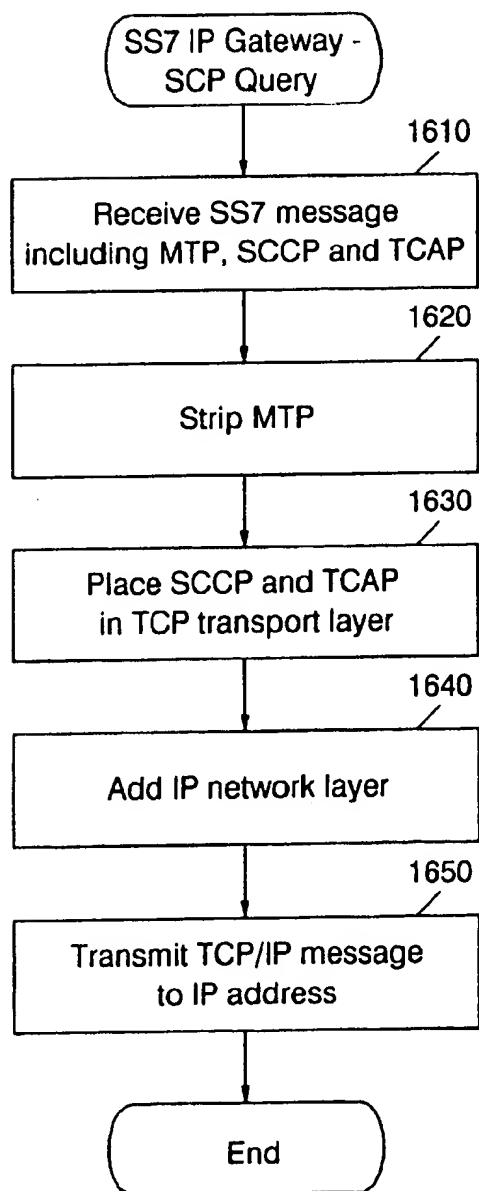 SS7 IP Gateway -
SCP Query
1610
Receive SS7 message
including MTP, SCCP and TCAP
1620
Strip MTP
1630
Place SCCP and TCAP
in TCP transport layer
1640
Add IP network layer
1650
Transmit TCP/IP message
to IP address
End